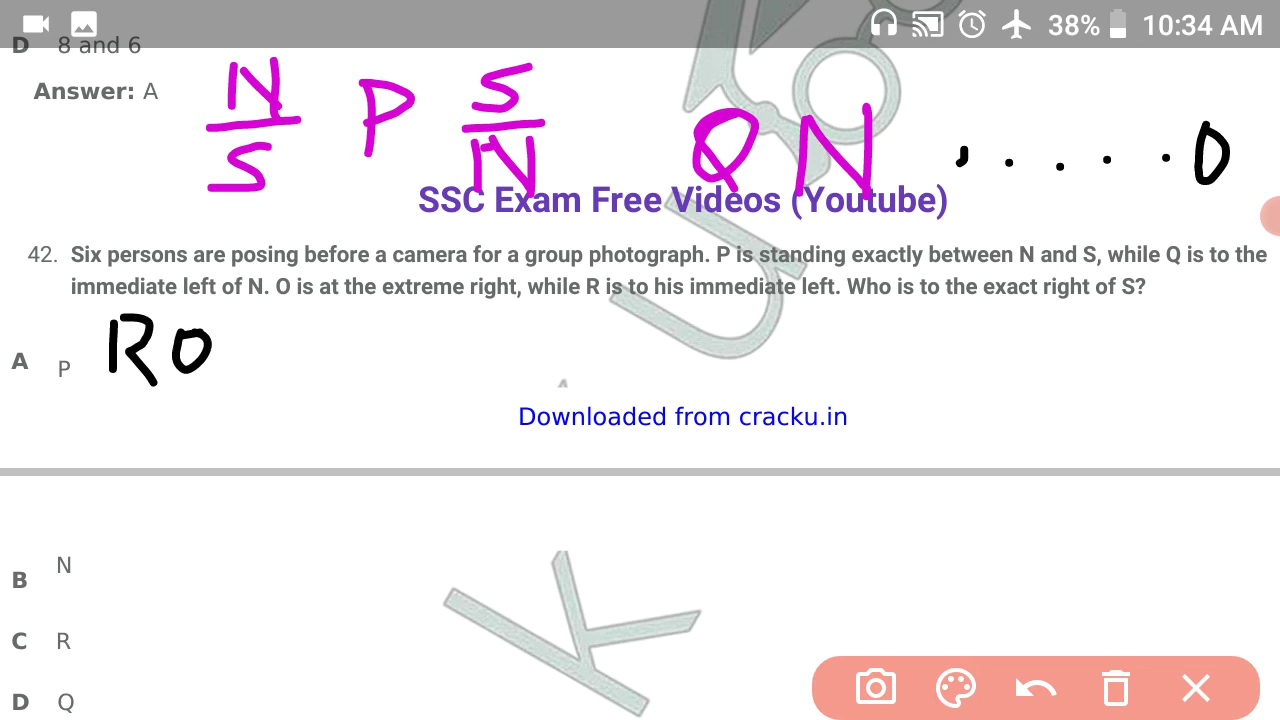 38% 10:34 AM
D 8 and 6
Answer: A
N P S Q N , . . . . O
S N
SSC Exam Free Videos (Youtube)
42. Six persons are posing before a camera for a group photograph. P is standing exactly between N and S, while Q is to the
immediate left of N. O is at the extreme right, while R is to his immediate left. Who is to the exact right of S?
A P RO
Downloaded from cracku.in
B N
C R
D Q